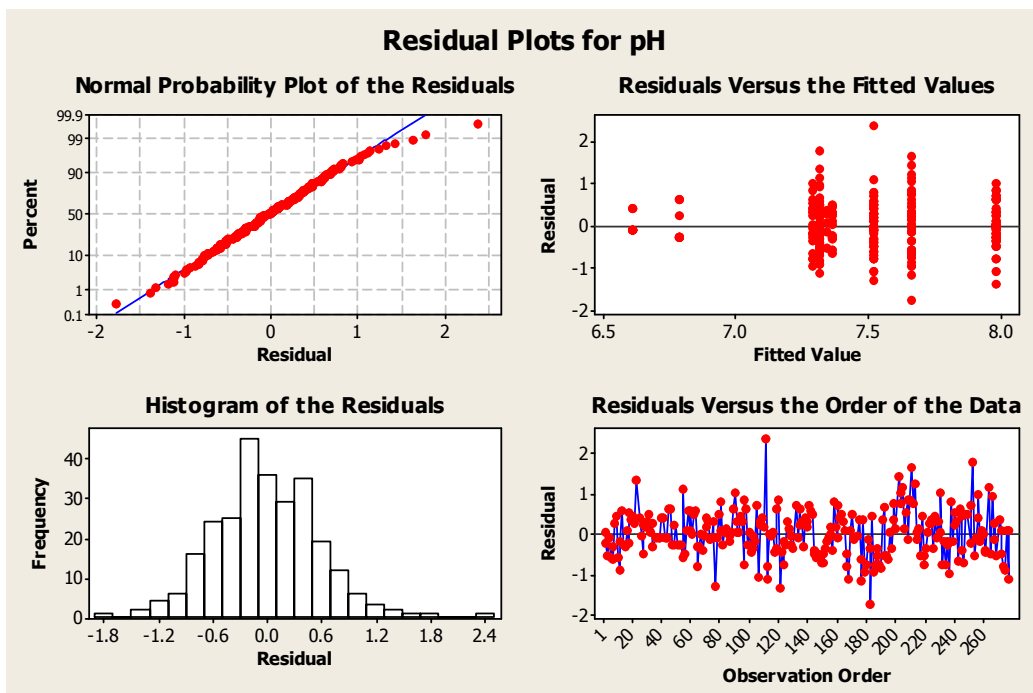 Residual Plots for pH
Normal Probability Plot of the Residuals
99.9
99
90
50
10
1
0.1
Percent
-2 -1 0 1 2
Residual
Residuals Versus the Fitted Values
2
1
0
-1
-2
Residual
6.5 7.0 7.5 8.0
Fitted Value
Histogram of the Residuals
40
30
20
10
0
Frequency
-1.8 -1.2 -0.6 0.0 0.6 1.2 1.8 2.4
Residual
Residuals Versus the Order of the Data
2
1
0
-1
-2
Residual
1 20 40 60 80 100 120 140 160 180 200 220 240 260
Observation Order